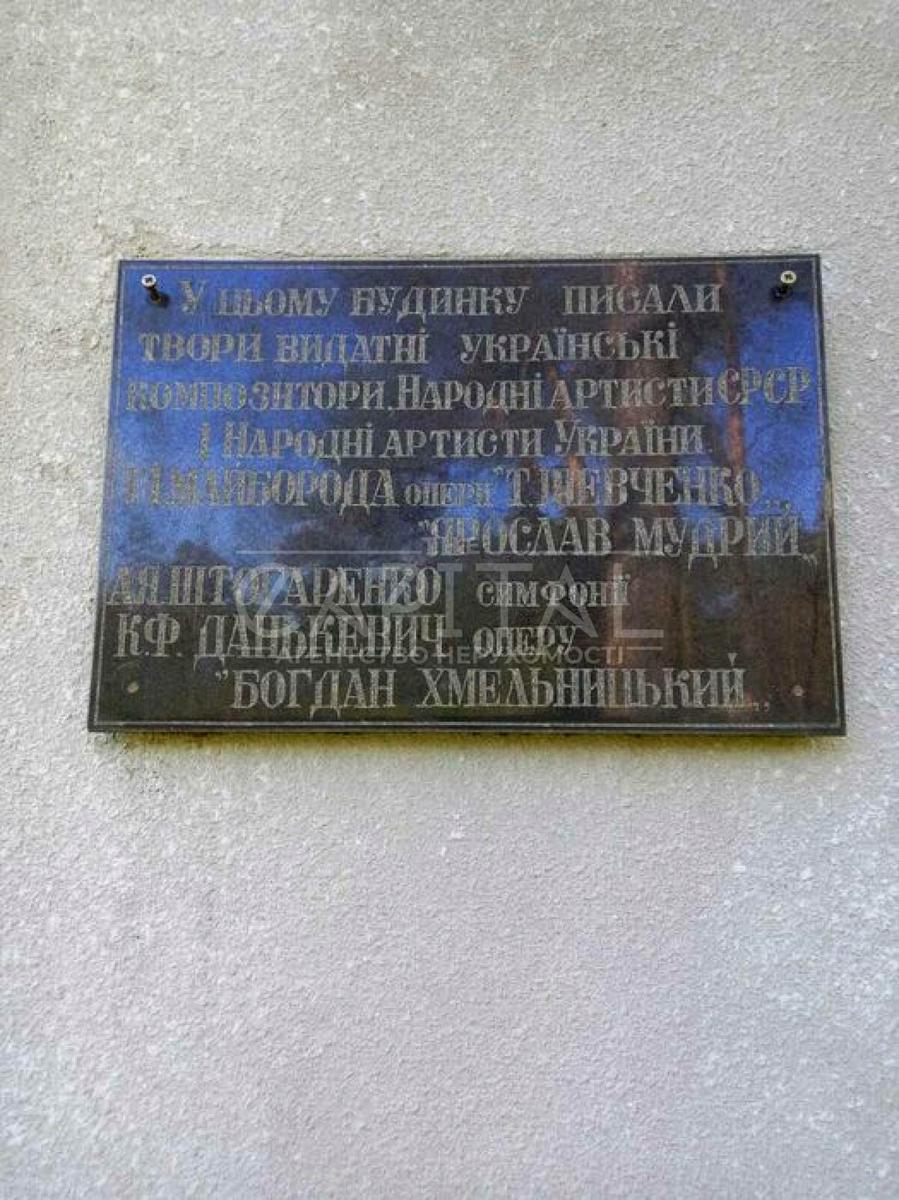 У ЦЬОМУ БУДИНКУ ПИСАЛИ
ТВОРИ ВИДАТНІ УКРАЇНСЬКІ
КОМПОЗИТОРИ, НАРОДНІ АРТИСТИ СРСР
І НАРОДНІ АРТИСТИ УКРАЇНИ
Г.І. МАЙБОРОДА ОПЕРИ "Т.ШЕВЧЕНКО,,
"ЯРОСЛАВ МУДРИЙ,,
А.Я. ШТОГАРЕНКО СИМФОНІЇ
К.Ф. ДАНЬКЕВИЧ ОПЕРУ
"БОГДАН ХМЕЛЬНИЦЬКИЙ,,
CAPITAL
АГЕНТСТВО НЕРУХОМОСТІ